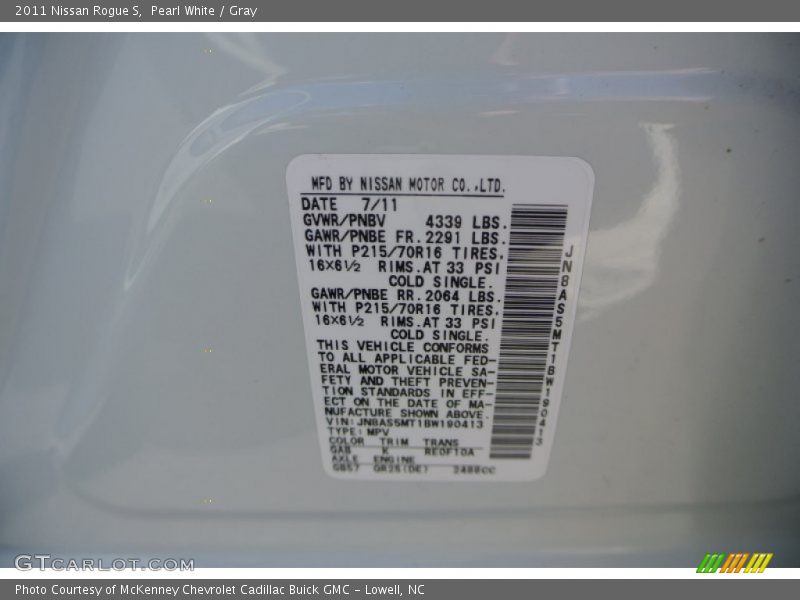 2011 Nissan Rogue S,  Pearl White / Gray
MFD BY NISSAN MOTOR CO.,LTD.
DATE 7/11
GVWR/PNBV 4339 LBS.
GAWR/PNBE FR. 2291 LBS.
WITH P215/70R16 TIRES.
16X6½ RIMS. AT 33 PSI
COLD SINGLE.
GAWR/PNBE RR. 2064 LBS.
WITH P215/70R16 TIRES.
16X6½ RIMS. AT 33 PSI
COLD SINGLE.
THIS VEHICLE CONFORMS
TO ALL APPLICABLE FED-
ERAL MOTOR VEHICLE SA-
FETY AND THEFT PREVEN-
TION STANDARDS IN EFF-
ECT ON THE DATE OF MA-
NUFACTURE SHOWN ABOVE.
VIN: JN8AS5MT1BW190413
TYPE: MPV
COLOR TRIM TRANS
QAB K RE0F10A
AXLE ENGINE
GB57 QR25(DE) 2488CC
JN8AS5MT1BW190413
GTCARLOT.COM
Photo Courtesy of McKenney Chevrolet Cadillac Buick GMC - Lowell, NC